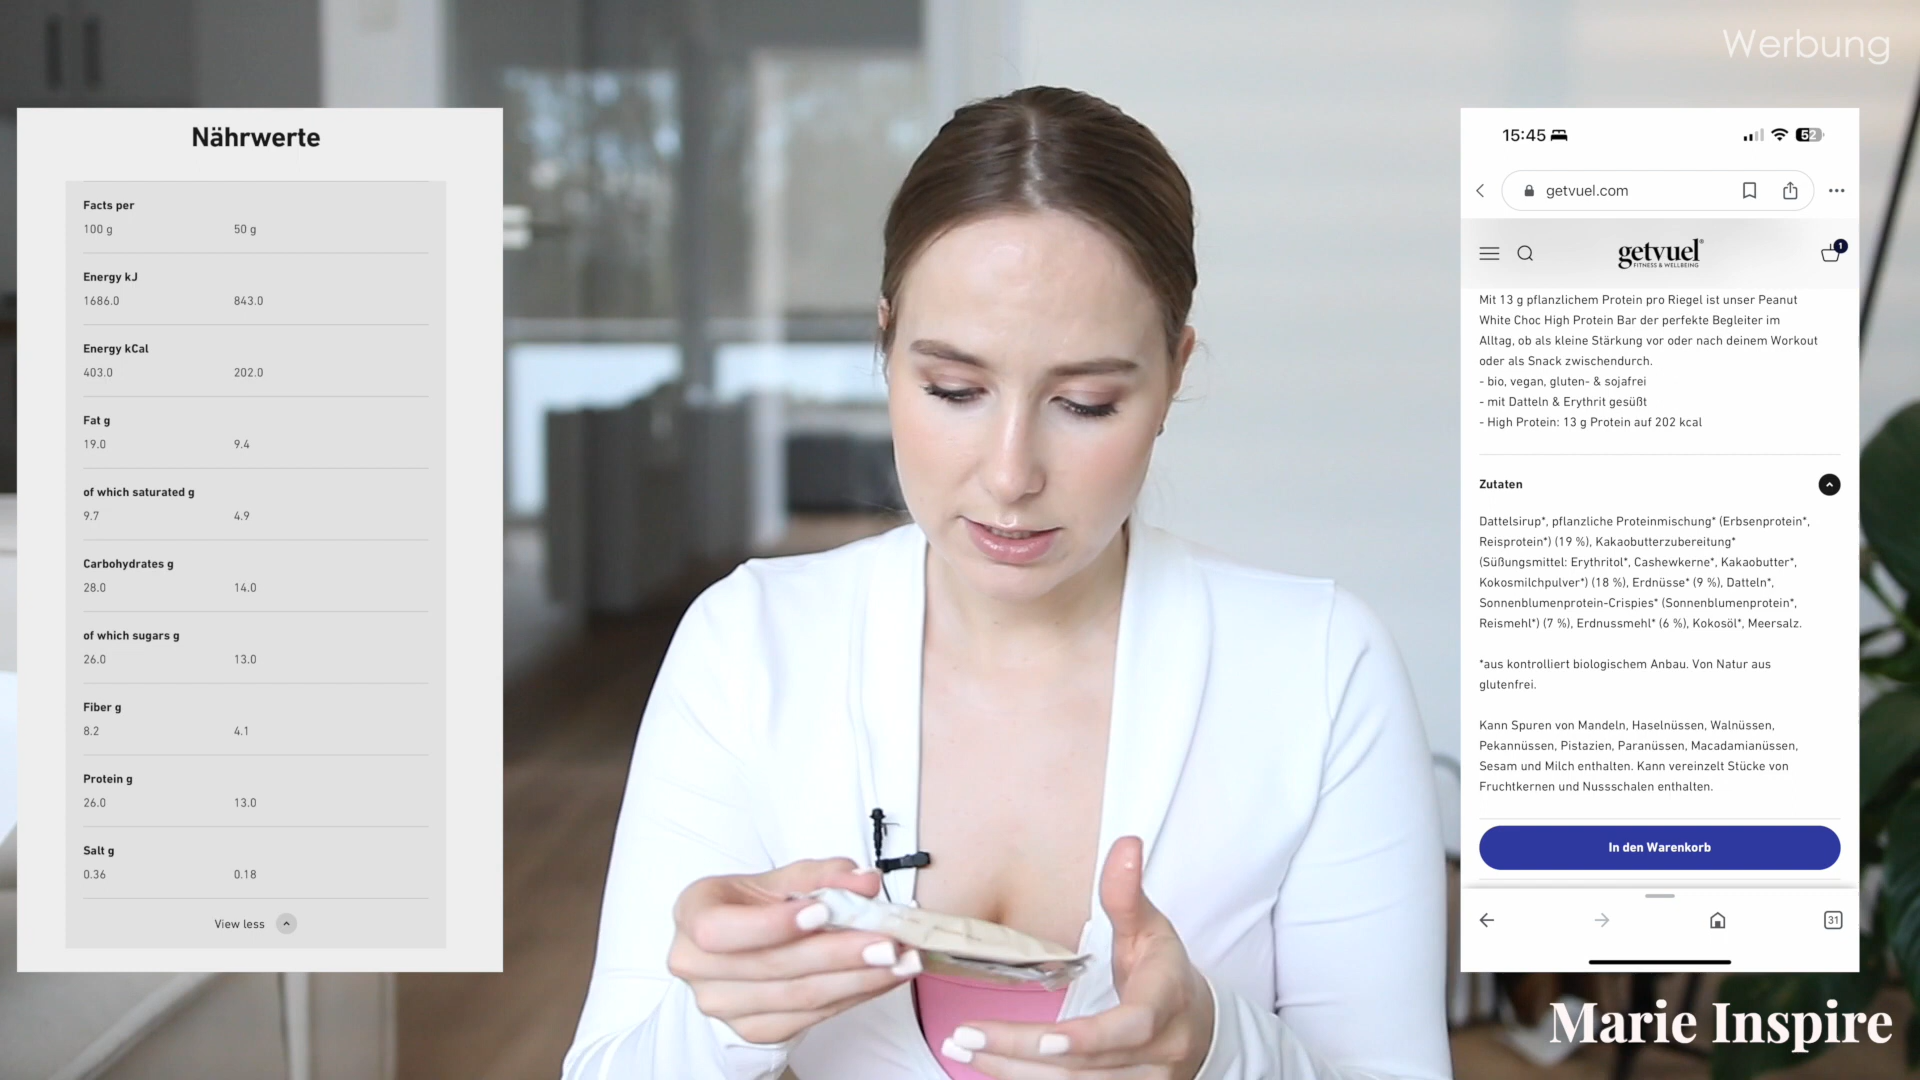 Werbung
Nährwerte
Facts per
100 g 50 g
Energy kJ
1686.0 843.0
Energy kCal
403.0 202.0
Fat g
19.0 9.4
of which saturated g
9.7 4.9
Carbohydrates g
28.0 14.0
of which sugars g
26.0 13.0
Fiber g
8.2 4.1
Protein g
26.0 13.0
Salt g
0.36 0.18
View less
15:45
52
getvuel.com
getvuel®
FITNESS & WELLBEING
1
Mit 13 g pflanzlichem Protein pro Riegel ist unser Peanut
White Choc High Protein Bar der perfekte Begleiter im
Alltag, ob als kleine Stärkung vor oder nach deinem Workout
oder als Snack zwischendurch.
- bio, vegan, gluten- & sojafrei
- mit Datteln & Erythrit gesüßt
- High Protein: 13 g Protein auf 202 kcal
Zutaten
Dattelsirup*, pflanzliche Proteinmischung* (Erbsenprotein*,
Reisprotein*) (19 %), Kakaobutterzubereitung*
(Süßungsmittel: Erythritol*, Cashewkerne*, Kakaobutter*,
Kokosmilchpulver*) (18 %), Erdnüsse* (9 %), Datteln*,
Sonnenblumenprotein-Crispies* (Sonnenblumenprotein*,
Reismehl*) (7 %), Erdnussmehl* (6 %), Kokosöl*, Meersalz.
*aus kontrolliert biologischem Anbau. Von Natur aus
glutenfrei.
Kann Spuren von Mandeln, Haselnüssen, Walnüssen,
Pekannüssen, Pistazien, Paranüssen, Macadamianüssen,
Sesam und Milch enthalten. Kann vereinzelt Stücke von
Fruchtkernen und Nussschalen enthalten.
In den Warenkorb
31
Marie Inspire